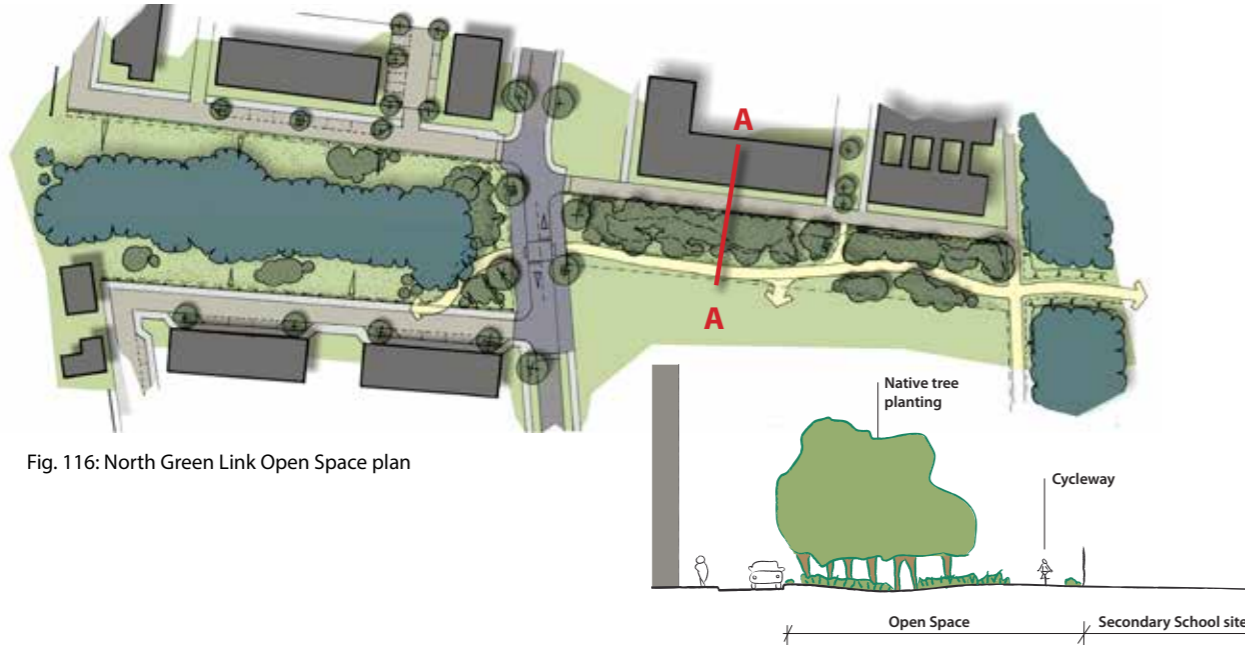 A
A
Native tree
planting
Fig. 116: North Green Link Open Space plan
Cycleway
Open Space
Secondary School site